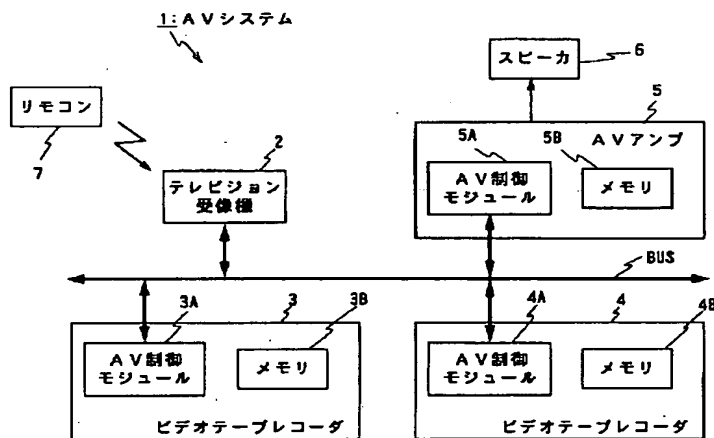 1:AVシステム
リモコン
7
2
テレビジョン
受像機
スピーカ
6
5
AVアンプ
5A
5B
AV制御
モジュール
メモリ
BUS
3A
3
3B
AV制御
モジュール
メモリ
ビデオテープレコーダ
4A
4
4B
AV制御
モジュール
メモリ
ビデオテープレコーダ